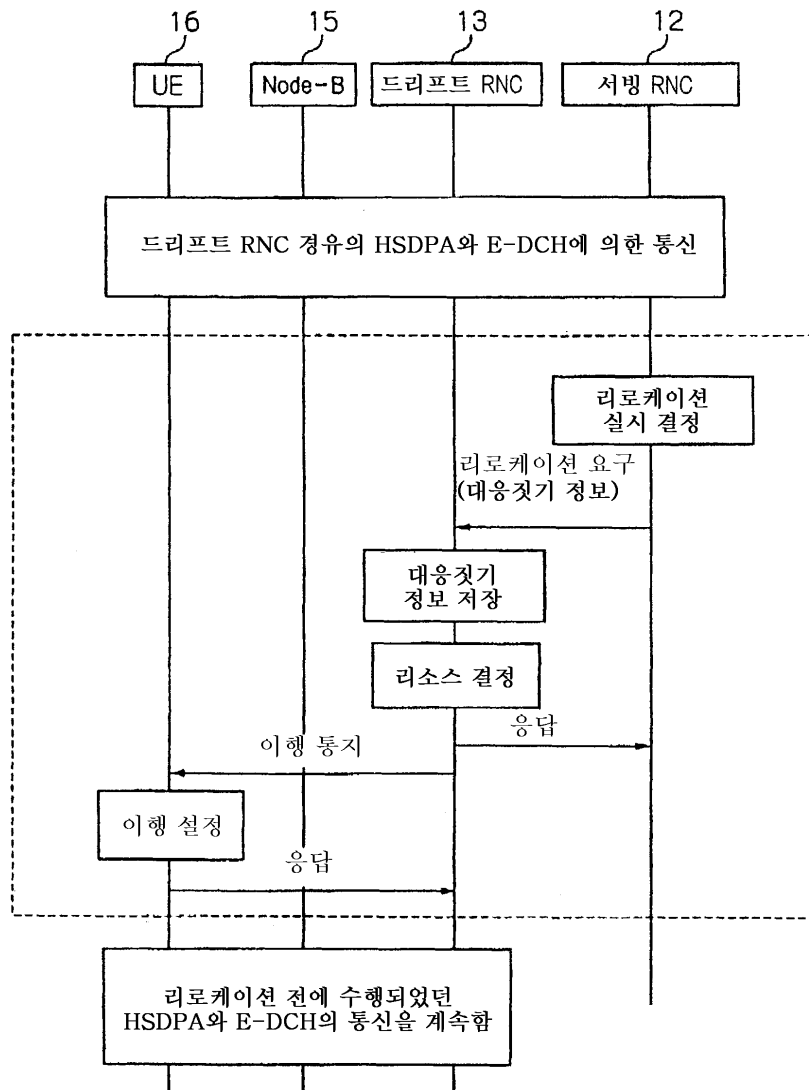 16 15 13 12
UE Node-B 드리프트 RNC 서빙 RNC
드리프트 RNC 경유의 HSDPA와 E-DCH에 의한 통신
리로케이션
실시 결정
리로케이션 요구
(대응짓기 정보)
대응짓기
정보 저장
리소스 결정
응답
이행 통지
이행 설정
응답
리로케이션 전에 수행되었던
HSDPA와 E-DCH의 통신을 계속함